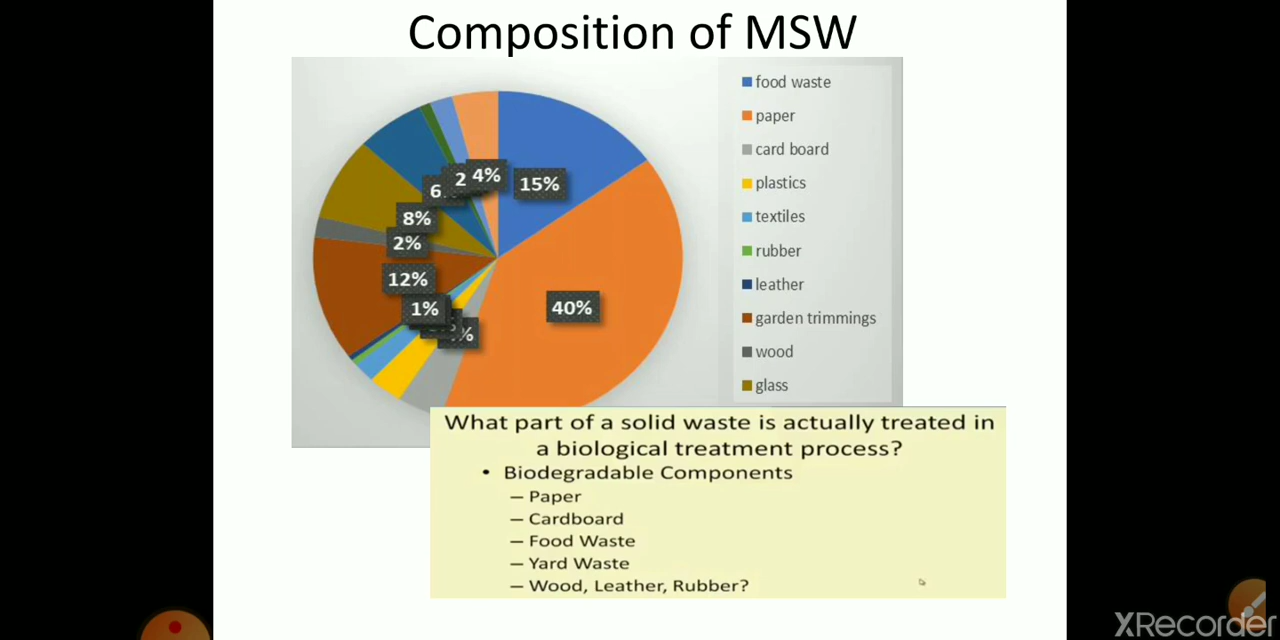 Composition of MSW
4%
15%
2
6
8%
2%
12%
1%
40%
food waste
paper
card board
plastics
textiles
rubber
leather
garden trimmings
wood
glass
What part of a solid waste is actually treated in
a biological treatment process?
• Biodegradable Components
– Paper
– Cardboard
– Food Waste
– Yard Waste
– Wood, Leather, Rubber?
XRecorder